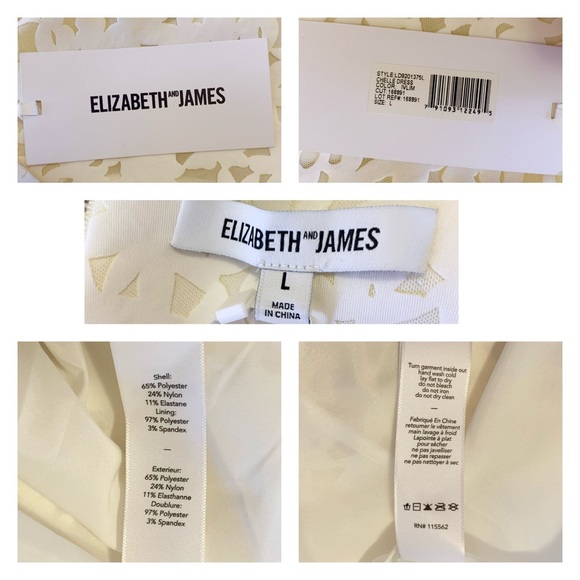 ELIZABETH AND JAMES
STYLE:LD9201375L
CHELLE DRESS
COLOR: IVLIM
CUT:168891
LOT REF#:168891
SIZE: L
7 91093 12249 5
ELIZABETH AND JAMES
L
MADE
IN CHINA
Shell:
65% Polyester
24% Nylon
11% Elastane
Lining:
97% Polyester
3% Spandex
—
Exterieur:
65% Polyester
24% Nylon
11% Elasthanne
Doublure:
97% Polyester
3% Spandex
Turn garment inside out
hand wash cold
lay flat to dry
do not bleach
do not iron
do not dry clean
—
Fabriqué En Chine
retourner le vêtement
main lavage à froid
Lapointe à plat
pour sécher
ne pas javelliser
ne pas repasser
ne pas nettoyer à sec
RN# 115562